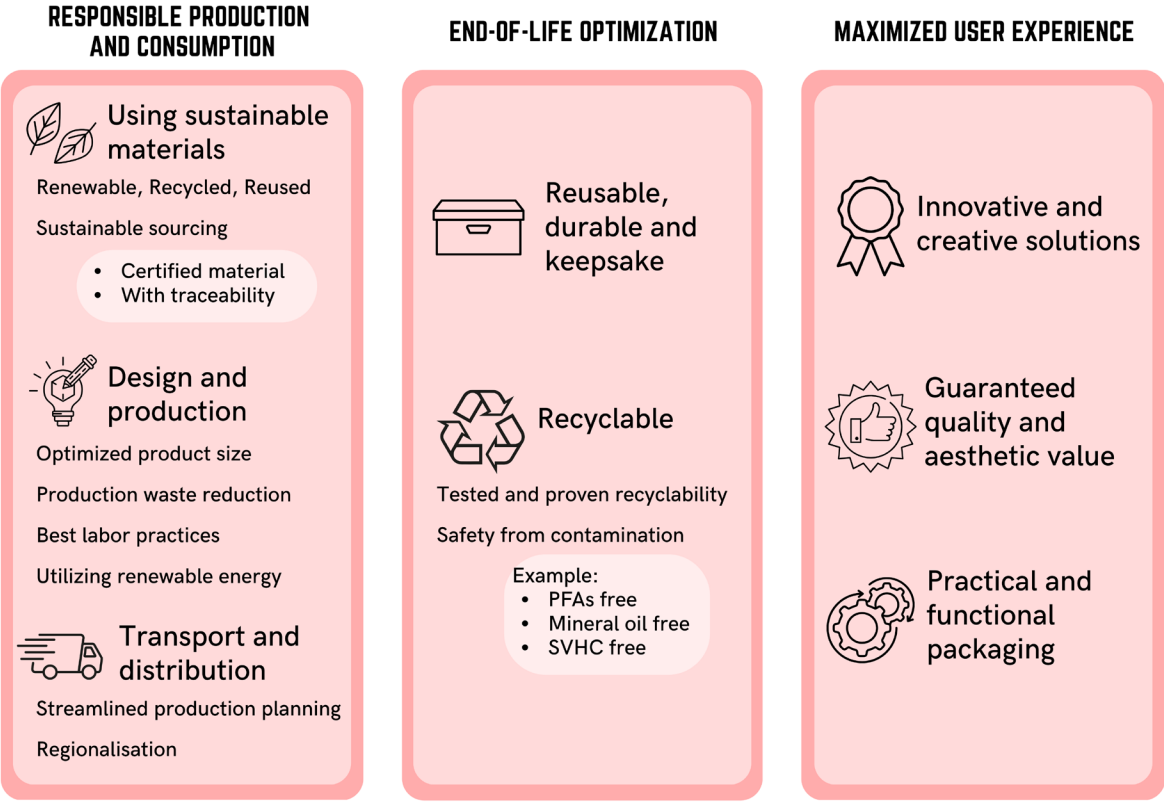 RESPONSIBLE PRODUCTION
AND CONSUMPTION
Using sustainable
materials
Renewable, Recycled, Reused
Sustainable sourcing
• Certified material
• With traceability
Design and
production
Optimized product size
Production waste reduction
Best labor practices
Utilizing renewable energy
Transport and
distribution
Streamlined production planning
Regionalisation
END-OF-LIFE OPTIMIZATION
Reusable,
durable and
keepsake
Recyclable
Tested and proven recyclability
Safety from contamination
Example:
• PFAs free
• Mineral oil free
• SVHC free
MAXIMIZED USER EXPERIENCE
Innovative and
creative solutions
Guaranteed
quality and
aesthetic value
Practical and
functional
packaging